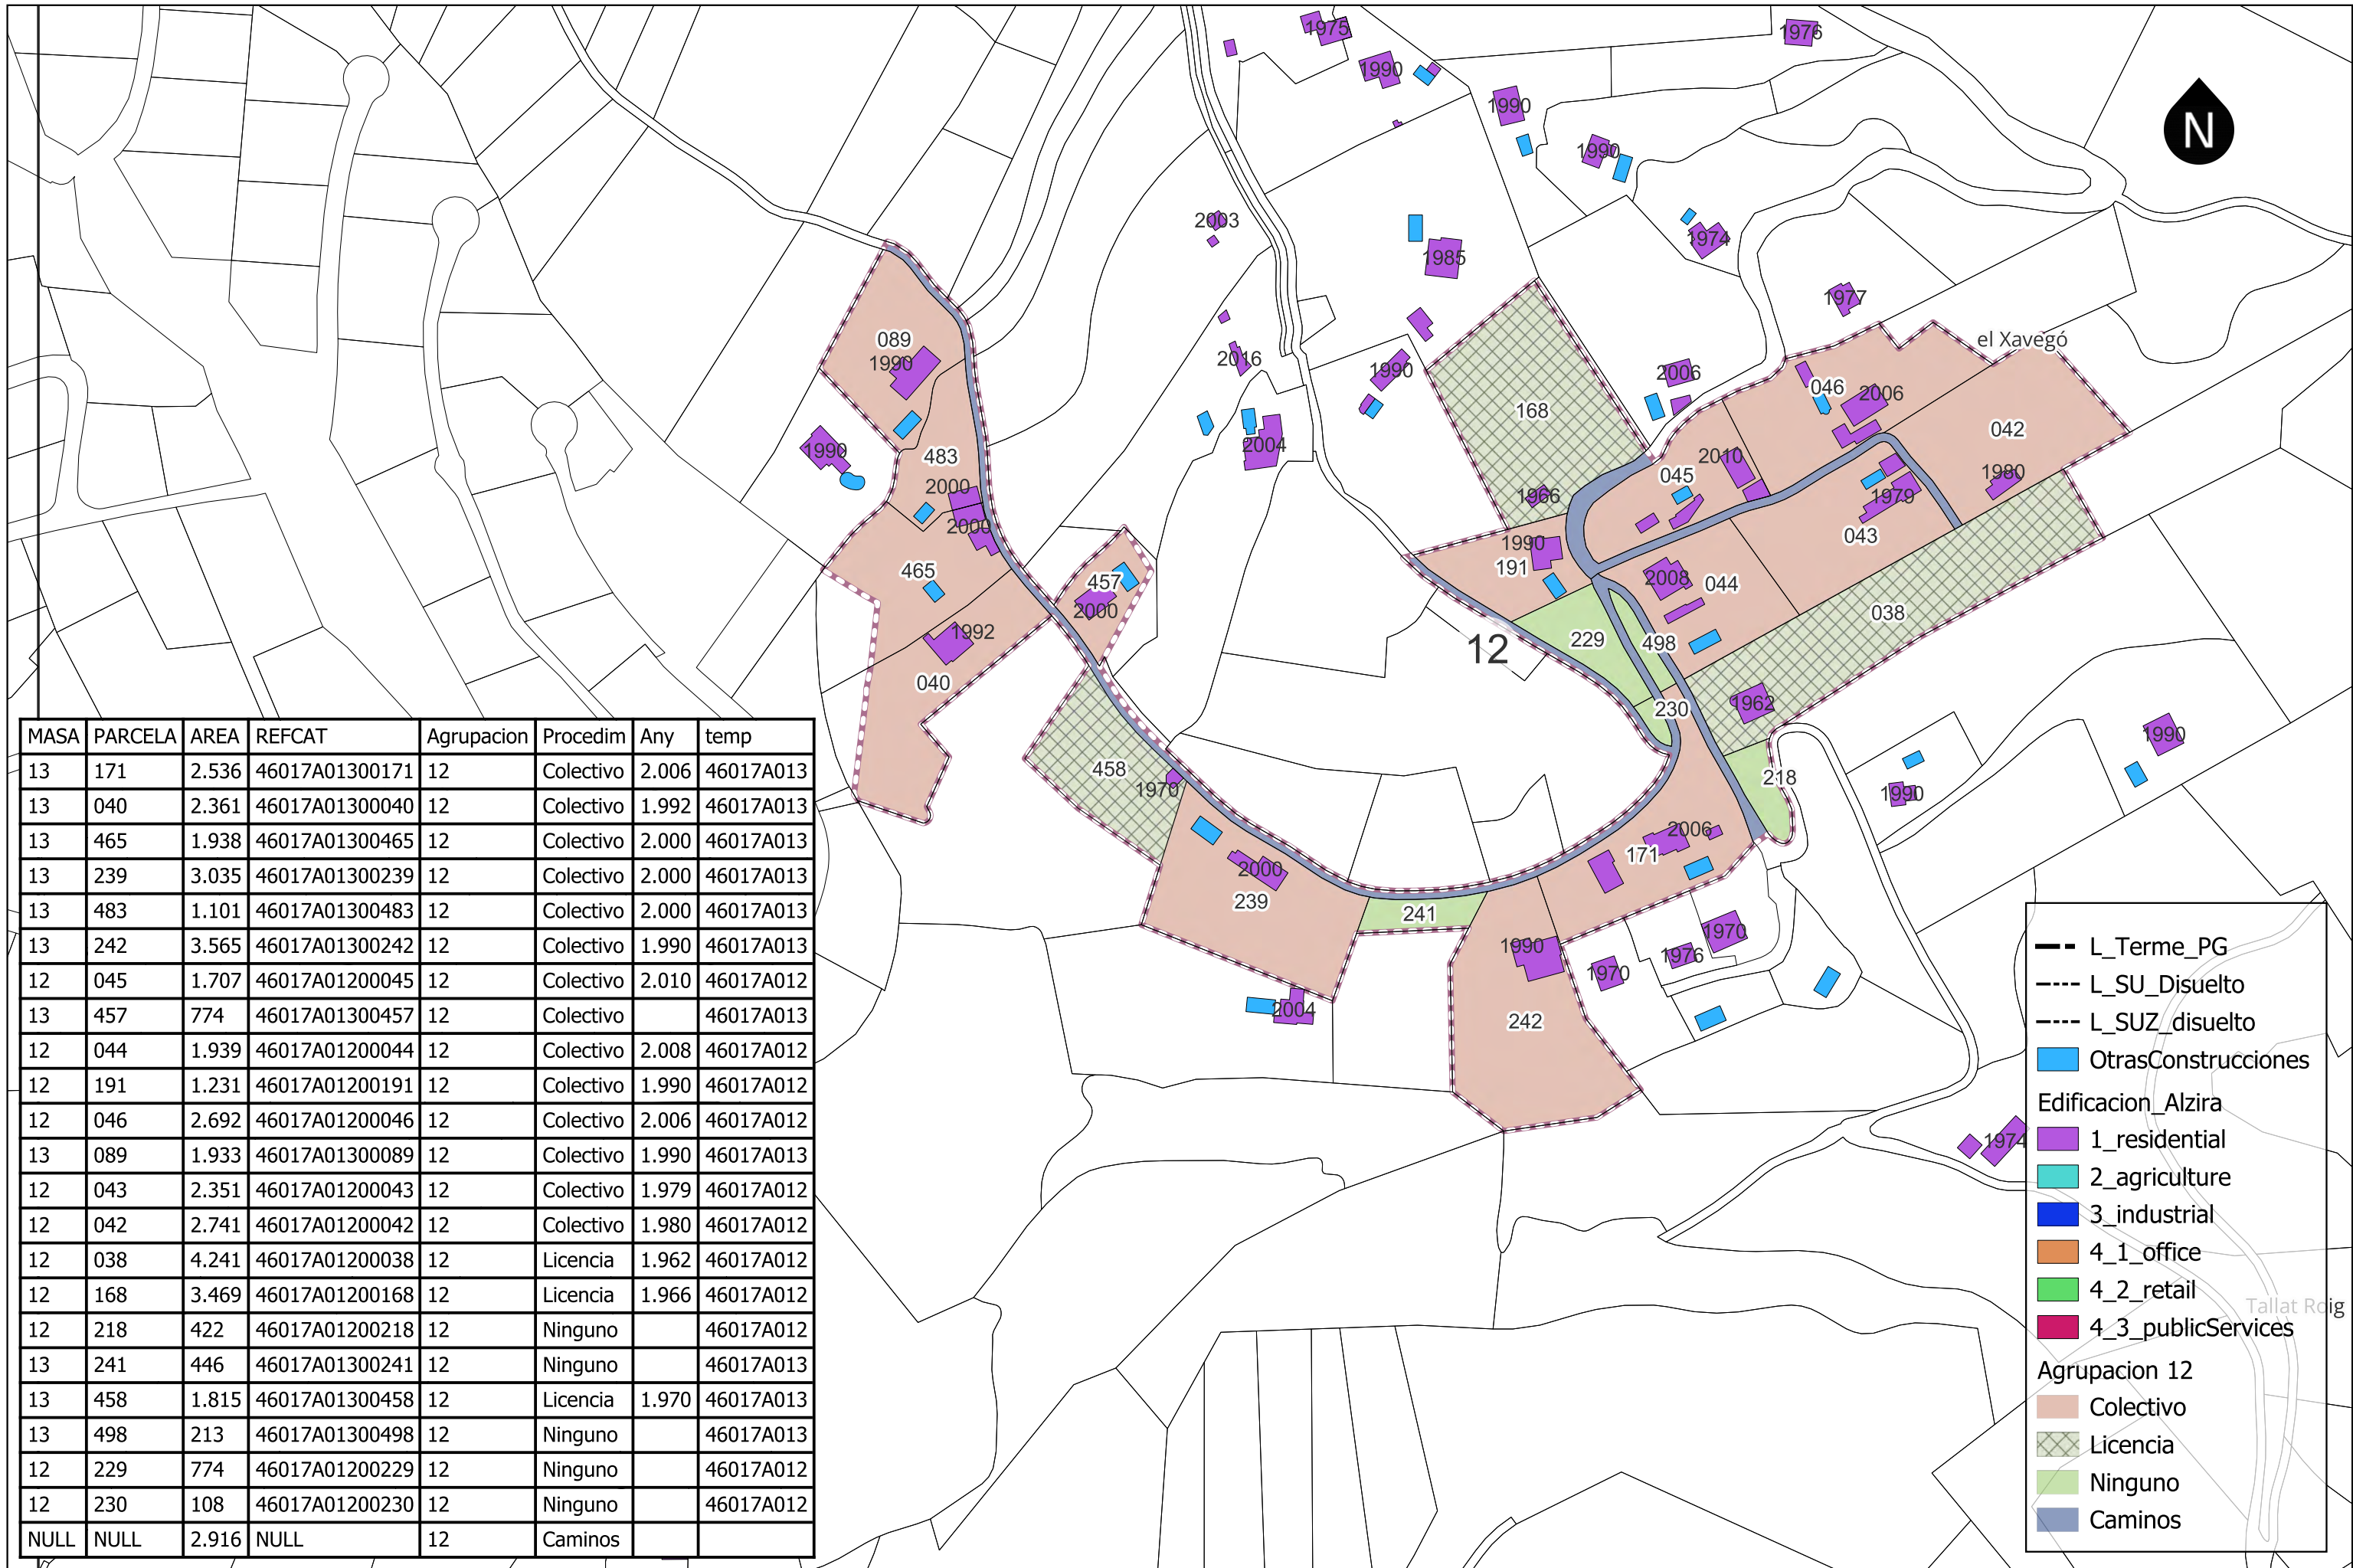 1975
1976
1990
1990
N
1990
2003
1974
1985
1977
el Xavegó
089
1990
2016
1990
2006
046
2006
168
042
2004
1990
483
2010
045
1980
2000
1966
1979
2000
043
1990
191
465
457
2008
044
2000
038
1992
229
498
12
040
1962
230
1990
458
218
1970
1990
2006
171
2000
239
241
1990
1970
1976
1970
2004
242
1974
Tallat Roig
MASA PARCELA AREA REFCAT Agrupacion Procedim Any temp
13 171 2.536 46017A01300171 12 Colectivo 2.006 46017A013
13 040 2.361 46017A01300040 12 Colectivo 1.992 46017A013
13 465 1.938 46017A01300465 12 Colectivo 2.000 46017A013
13 239 3.035 46017A01300239 12 Colectivo 2.000 46017A013
13 483 1.101 46017A01300483 12 Colectivo 2.000 46017A013
13 242 3.565 46017A01300242 12 Colectivo 1.990 46017A013
12 045 1.707 46017A01200045 12 Colectivo 2.010 46017A012
13 457 774 46017A01300457 12 Colectivo 46017A013
12 044 1.939 46017A01200044 12 Colectivo 2.008 46017A012
12 191 1.231 46017A01200191 12 Colectivo 1.990 46017A012
12 046 2.692 46017A01200046 12 Colectivo 2.006 46017A012
13 089 1.933 46017A01300089 12 Colectivo 1.990 46017A013
12 043 2.351 46017A01200043 12 Colectivo 1.979 46017A012
12 042 2.741 46017A01200042 12 Colectivo 1.980 46017A012
12 038 4.241 46017A01200038 12 Licencia 1.962 46017A012
12 168 3.469 46017A01200168 12 Licencia 1.966 46017A012
12 218 422 46017A01200218 12 Ninguno 46017A012
13 241 446 46017A01300241 12 Ninguno 46017A013
13 458 1.815 46017A01300458 12 Licencia 1.970 46017A013
13 498 213 46017A01300498 12 Ninguno 46017A013
12 229 774 46017A01200229 12 Ninguno 46017A012
12 230 108 46017A01200230 12 Ninguno 46017A012
NULL NULL 2.916 NULL 12 Caminos
L_Terme_PG
L_SU_Disuelto
L_SUZ_disuelto
OtrasConstrucciones
Edificacion_Alzira
1_residential
2_agriculture
3_industrial
4_1_office
4_2_retail
4_3_publicServices
Agrupacion 12
Colectivo
Licencia
Ninguno
Caminos